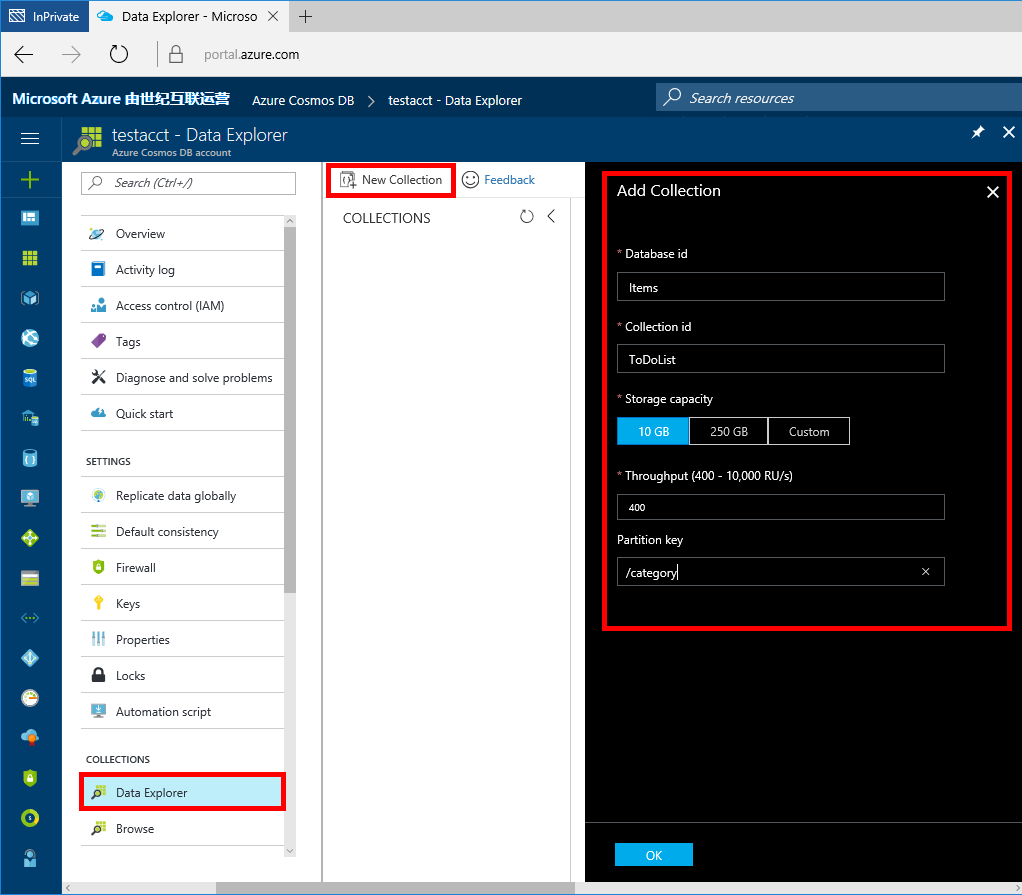 InPrivate
Data Explorer - Microso
portal.azure.com
Microsoft Azure 由世纪互联运营
Azure Cosmos DB > testacct - Data Explorer
Search resources
testacct - Data Explorer
Azure Cosmos DB account
Search (Ctrl+/)
Overview
Activity log
Access control (IAM)
Tags
Diagnose and solve problems
Quick start
SETTINGS
Replicate data globally
Default consistency
Firewall
Keys
Properties
Locks
Automation script
COLLECTIONS
Data Explorer
Browse
New Collection
Feedback
COLLECTIONS
Add Collection
* Database id
Items
* Collection id
ToDoList
* Storage capacity
10 GB
250 GB
Custom
* Throughput (400 - 10,000 RU/s)
400
Partition key
/category
OK
SQL